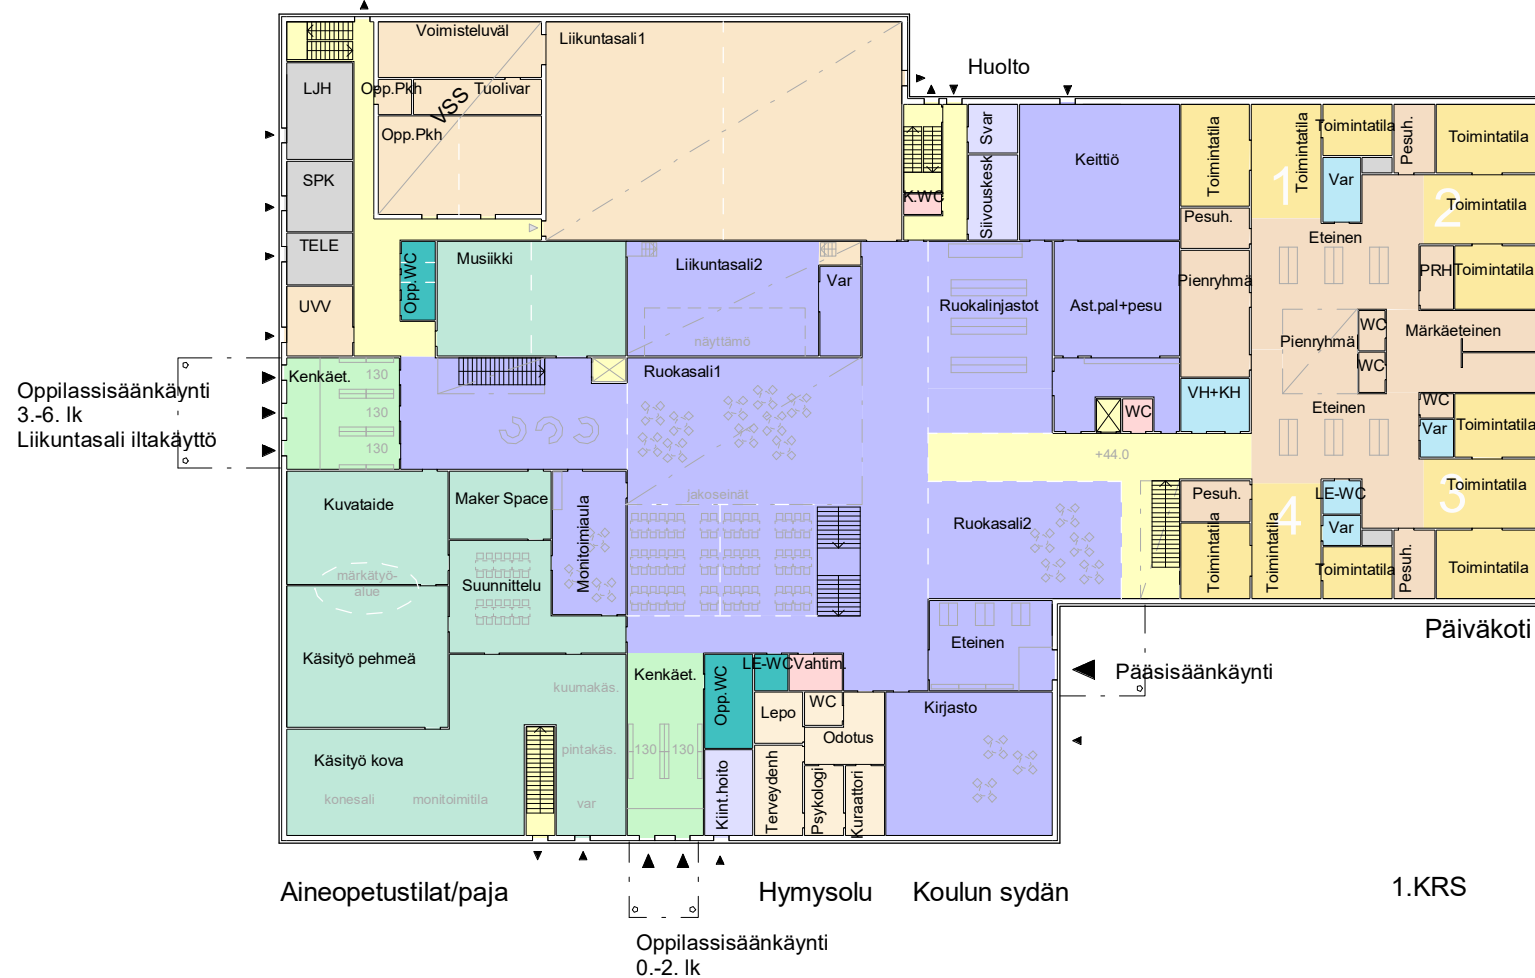 Voimisteluväl
Liikuntasali1
Huolto
LJH
Opp.Pkh
Tuolivar
VSS
Opp.Pkh
Svar
Keittiö
Toimintatila
Toimintatila
Toimintatila
Pesuh.
Toimintatila
1
SPK
Siivouskesk
K.WC
Var
2
Toimintatila
Pesuh.
Eteinen
TELE
Opp.WC
Musiikki
Liikuntasali2
Var
Ruokalinjastot
Ast.pal+pesu
Pienryhmä
PRH
Toimintatila
UVV
näyttämö
Pienryhmä
WC
Märkäeteinen
WC
Kenkäet.
130
130
130
Ruokasali1
VH+KH
WC
Eteinen
WC
Var
Toimintatila
Oppilassisäänkäynti
3.-6. lk
Liikuntasali iltakäyttö
+44.0
jakoseinät
Kuvataide
Maker Space
Monitoimiaula
Ruokasali2
Pesuh.
Toimintatila
4
Toimintatila
LE-WC
Var
3
Toimintatila
märkätyö-
alue
Suunnittelu
Toimintatila
Pesuh.
Toimintatila
Käsityö pehmeä
Eteinen
Päiväkoti
Pääsisäänkäynti
kuumakäs.
Kenkäet.
Opp.WC
LE-WC
Vahtim.
Lepo
WC
Odotus
Kirjasto
Käsityö kova
pintakäs.
130
130
konesali
monitoimitila
var
Kiint.hoito
Terveydenh
Psykologi
Kuraattori
Aineopetustilat/paja
Hymysolu
Koulun sydän
1.KRS
Oppilassisäänkäynti
0.-2. lk